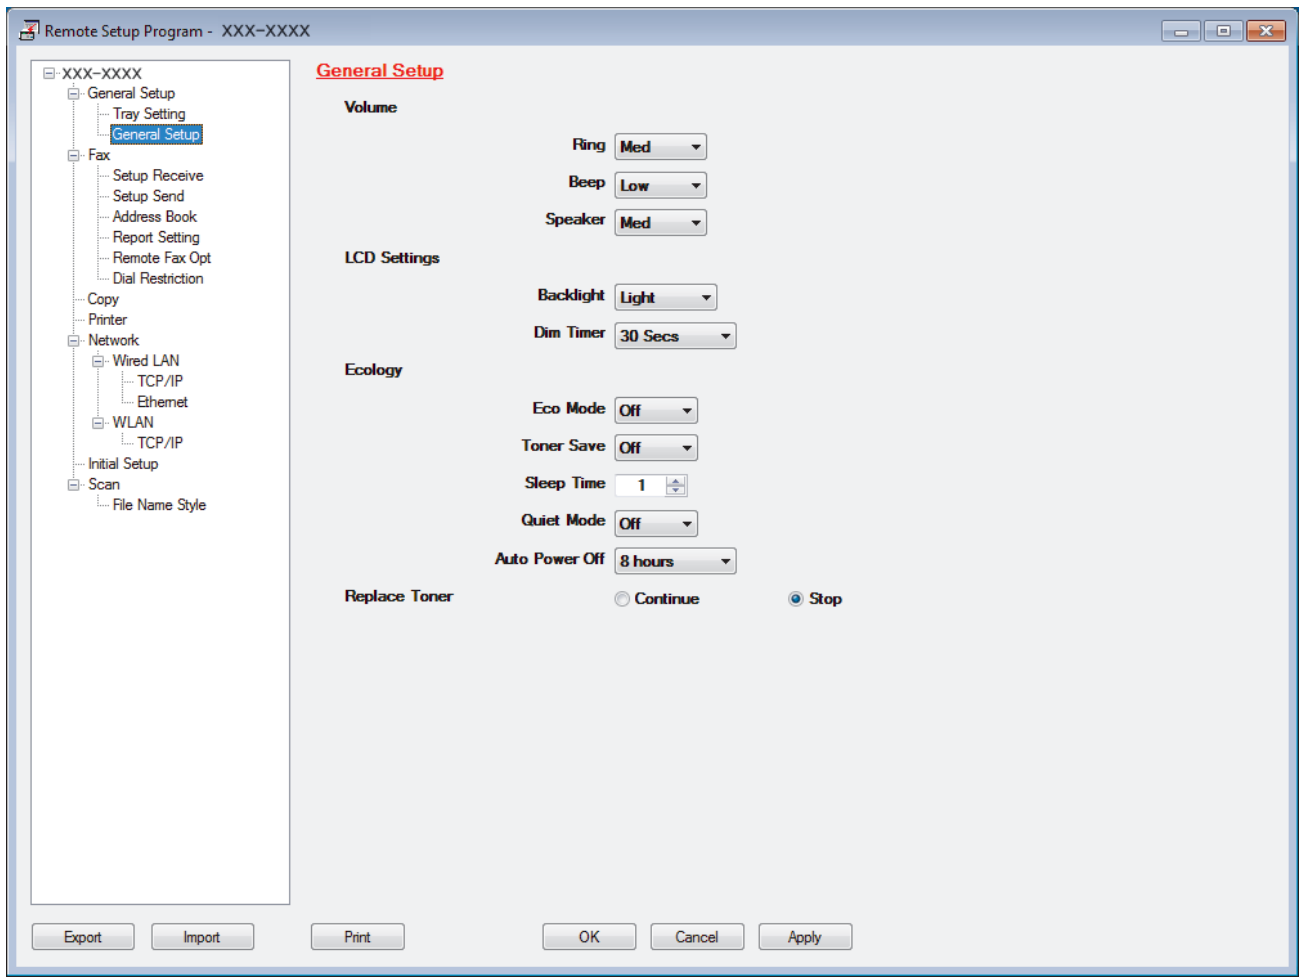 Remote Setup Program - XXX-XXXX
XXX-XXXX
General Setup
Tray Setting
General Setup
Fax
Setup Receive
Setup Send
Address Book
Report Setting
Remote Fax Opt
Dial Restriction
Copy
Printer
Network
Wired LAN
TCP/IP
Ethernet
WLAN
TCP/IP
Initial Setup
Scan
File Name Style
General Setup
Volume
Ring Med
Beep Low
Speaker Med
LCD Settings
Backlight Light
Dim Timer 30 Secs
Ecology
Eco Mode Off
Toner Save Off
Sleep Time 1
Quiet Mode Off
Auto Power Off 8 hours
Replace Toner Continue Stop
Export Import Print OK Cancel Apply